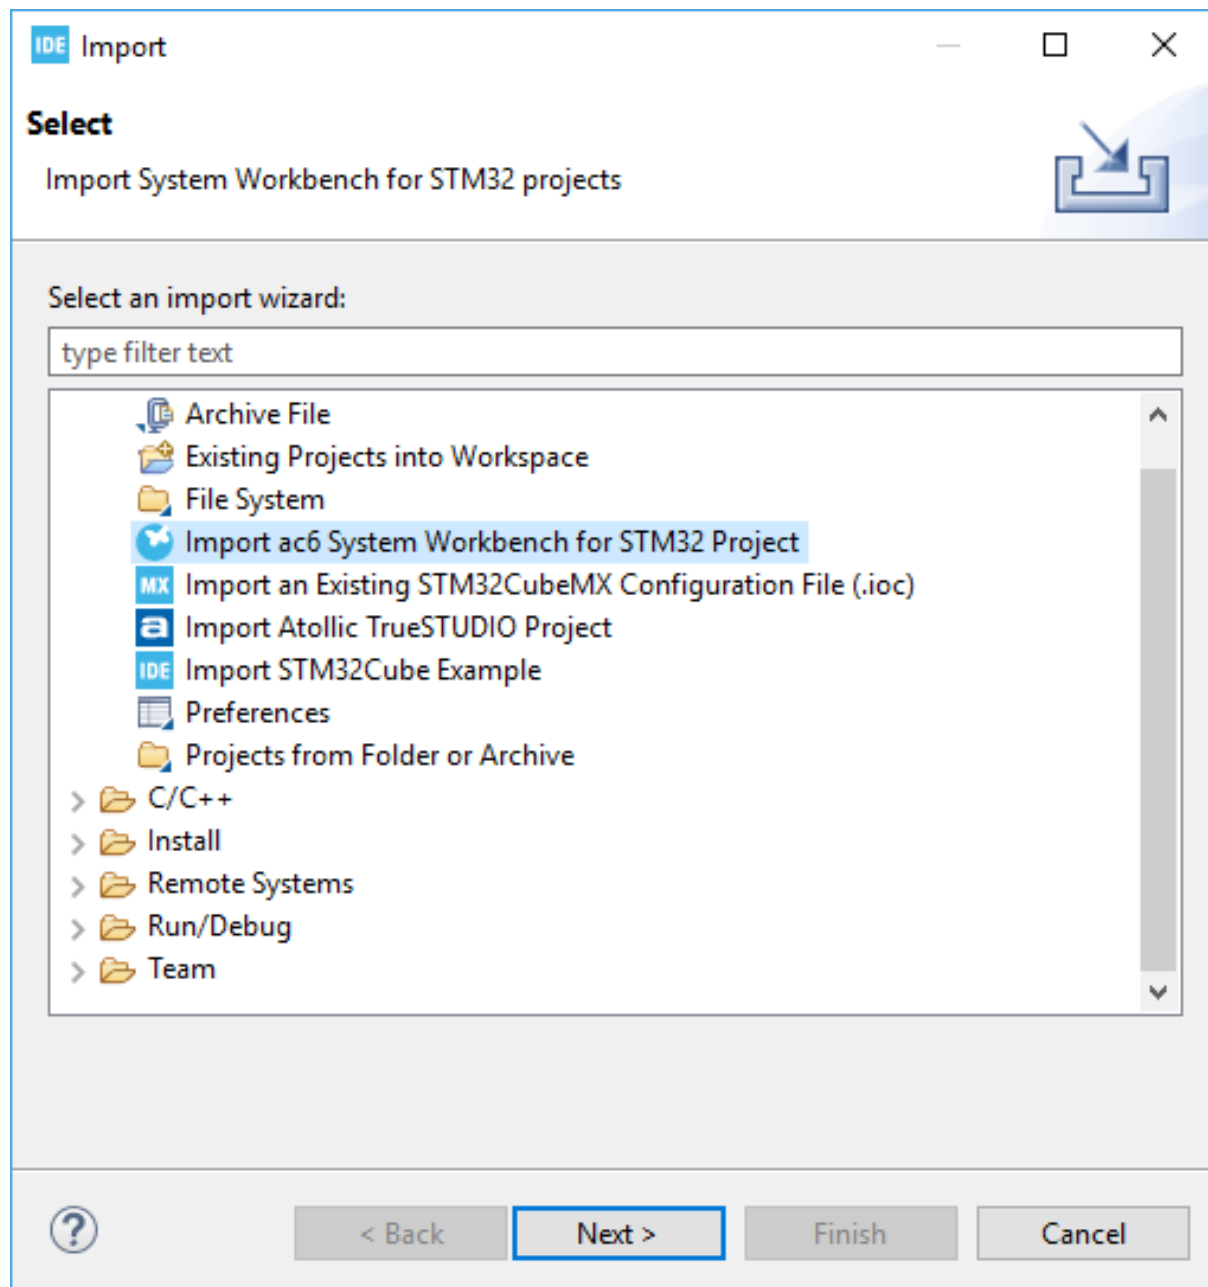 IDE Import
Select
Import System Workbench for STM32 projects
Select an import wizard:
type filter text
Archive File
Existing Projects into Workspace
File System
Import ac6 System Workbench for STM32 Project
MX Import an Existing STM32CubeMX Configuration File (.ioc)
a Import Atollic TrueSTUDIO Project
IDE Import STM32Cube Example
Preferences
Projects from Folder or Archive
C/C++
Install
Remote Systems
Run/Debug
Team
? < Back Next > Finish Cancel